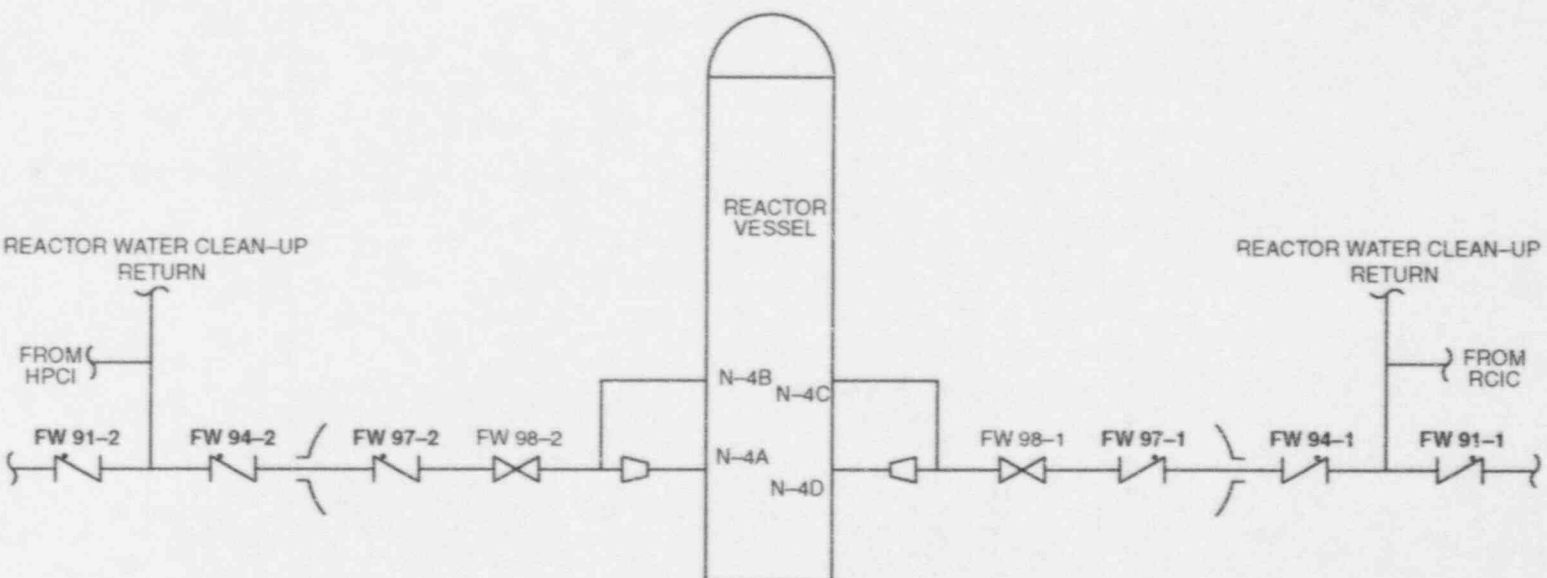 REACTOR
VESSEL
REACTOR WATER CLEAN–UP
RETURN
REACTOR WATER CLEAN–UP
RETURN
FROM
HPCI
FROM
RCIC
N–4B
N–4C
FW 91–2
FW 94–2
FW 97–2
FW 98–2
N–4A
N–4D
FW 98–1
FW 97–1
FW 94–1
FW 91–1